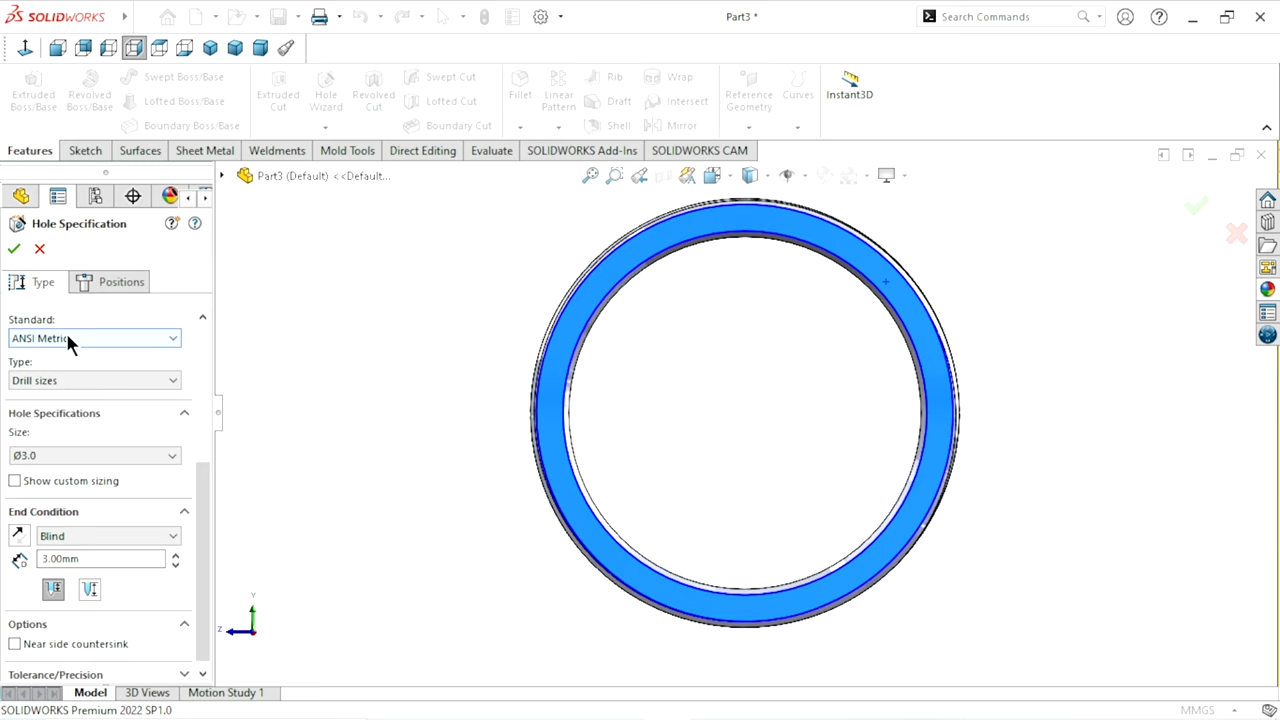 SOLIDWORKS
Part3 *
Search Commands
Extruded Boss/Base
Revolved Boss/Base
Swept Boss/Base
Lofted Boss/Base
Boundary Boss/Base
Extruded Cut
Hole Wizard
Revolved Cut
Swept Cut
Lofted Cut
Boundary Cut
Fillet
Linear Pattern
Rib
Draft
Shell
Wrap
Intersect
Mirror
Reference Geometry
Curves
Instant3D
Features
Sketch
Surfaces
Sheet Metal
Weldments
Mold Tools
Direct Editing
Evaluate
SOLIDWORKS Add-Ins
SOLIDWORKS CAM
Part3 (Default) <<Default...
Hole Specification
Type
Positions
Standard:
ANSI Metric
Type:
Drill sizes
Hole Specifications
Size:
Ø3.0
Show custom sizing
End Condition
Blind
3.00mm
Options
Near side countersink
Tolerance/Precision
Y
Z
Model
3D Views
Motion Study 1
SOLIDWORKS Premium 2022 SP1.0
MMGS